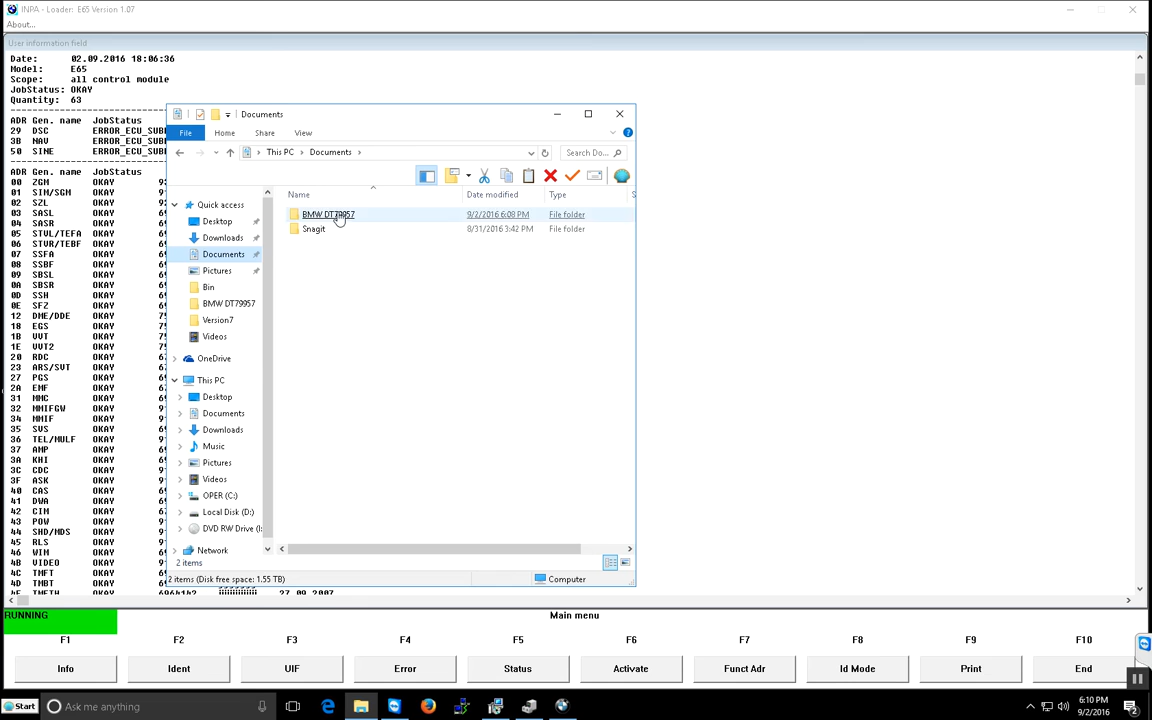 INPA - Loader: E65 Version 1.07
About...
User information field
Date: 02.09.2016 18:06:36
Model: E65
Scope: all control module
JobStatus: OKAY
Quantity: 63
ADR Gen. name JobStatus
29 DSC ERROR_ECU_SUB
3B NAV ERROR_ECU_SUB
50 SINE ERROR_ECU_SUB
ADR Gen. name JobStatus
00 ZGM OKAY
01 SIM/SGM OKAY
02 SZL OKAY
03 SASL OKAY
04 SASR OKAY
05 STVL/TEFA OKAY
06 STVR/TEBF OKAY
07 SSFA OKAY
08 SSBF OKAY
09 SBSL OKAY
0A SBSR OKAY
0D SSH OKAY
0E SFZ OKAY
12 DME/DDE OKAY
18 EGS OKAY
1B VVT OKAY
1E VVT2 OKAY
20 RDC OKAY
23 ARS/SVT OKAY
27 PGS OKAY
2A EMF OKAY
31 MMC OKAY
32 MMIFGW OKAY
34 MMIF OKAY
35 SVS OKAY
36 TEL/MULF OKAY
37 AMP OKAY
3A KHI OKAY
3C CDC OKAY
3F ASK OKAY
40 CAS OKAY
41 DWA OKAY
42 CIM OKAY
43 POW OKAY
44 SHD/MDS OKAY
45 RLS OKAY
46 WIM OKAY
4B VIDEO OKAY
4C TMFT OKAY
4D TMBT OKAY
27.09.2007
Documents
File Home Share View
This PC > Documents >
Search Do...
Name Date modified Type
BMW DT79957 9/2/2016 6:08 PM File folder
Snagit 8/31/2016 3:42 PM File folder
Quick access
Desktop
Downloads
Documents
Pictures
Bin
BMW DT79957
Version7
Videos
OneDrive
This PC
Desktop
Documents
Downloads
Music
Pictures
Videos
OPER (C:)
Local Disk (D:)
DVD RW Drive (I:
Network
2 items
2 items (Disk free space: 1.55 TB)
Computer
RUNNING
Main menu
F1 F2 F3 F4 F5 F6 F7 F8 F9 F10
Info Ident UIF Error Status Activate Funct Adr Id Mode Print End
Start
Ask me anything
6:10 PM
9/2/2016
2